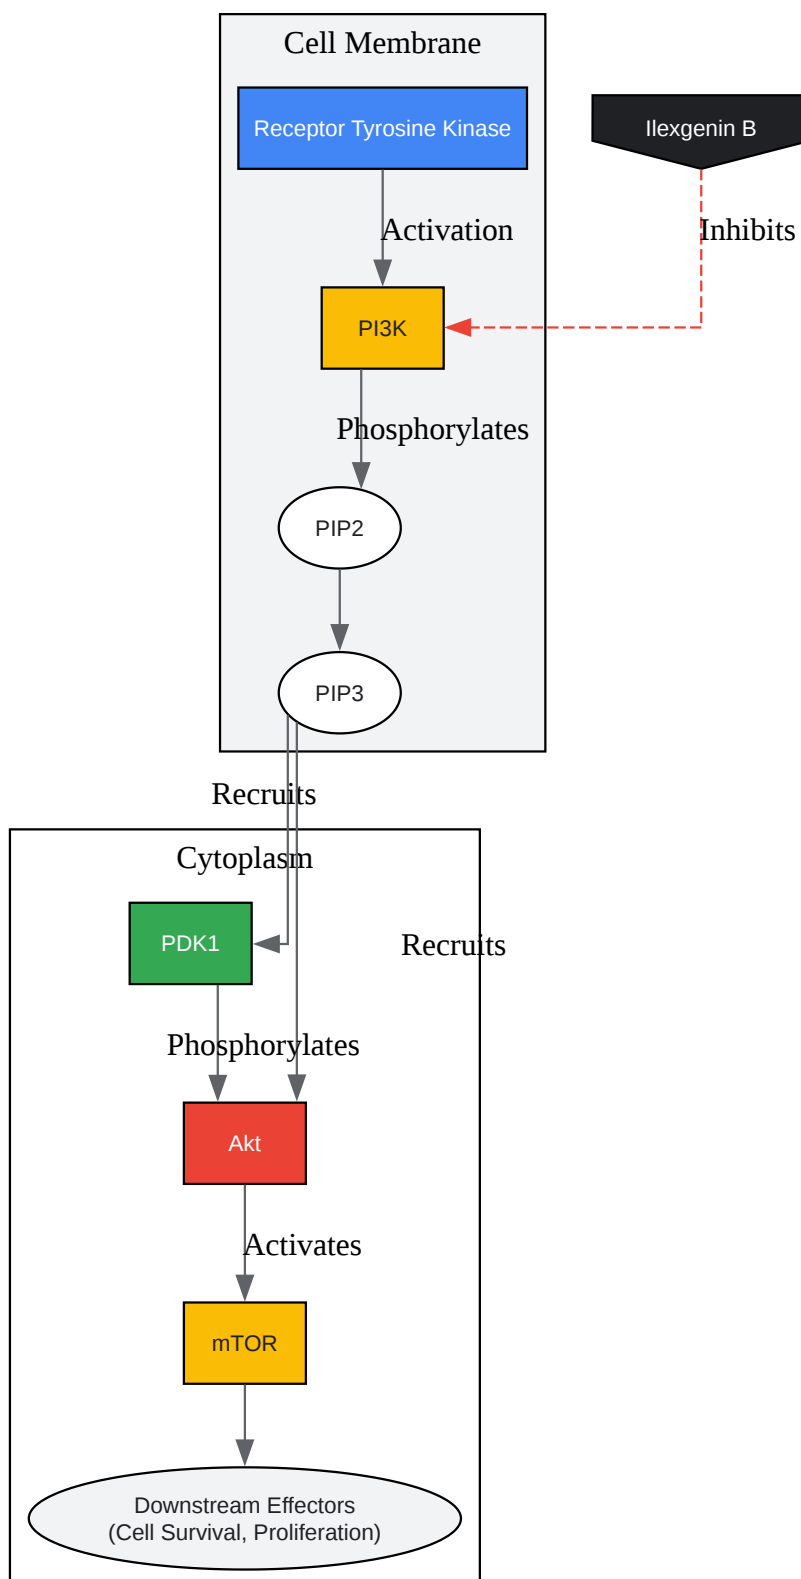 Cell Membrane
Receptor Tyrosine Kinase
Ilexgenin B
Activation
Inhibits
PI3K
Phosphorylates
PIP2
PIP3
Recruits
Cytoplasm
PDK1
Recruits
Phosphorylates
Akt
Activates
mTOR
Downstream Effectors
(Cell Survival, Proliferation)